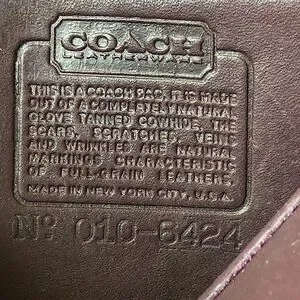 COACH
LEATHERWARE
THIS IS A COACH BAG. IT IS MADE
OUT OF A COMPLETELY NATURAL
GLOVE TANNED COWHIDE, THE
SCARS, SCRATCHES, VEINS
AND WRINKLES ARE NATURAL
MARKINGS CHARACTERISTIC
OF FULL-GRAIN LEATHERS.
MADE IN NEW YORK CITY, U.S.A.
Nº 010-6424